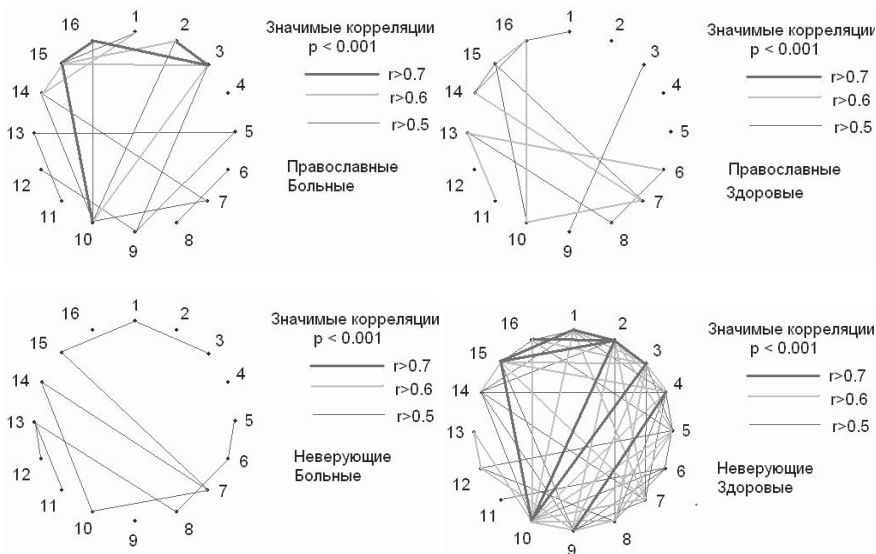 1
2
3
4
5
6
7
8
9
10
11
12
13
14
15
16
Значимые корреляции
p < 0.001
r>0.7
r>0.6
r>0.5
Православные
Больные
1
2
3
4
5
6
7
8
9
10
11
12
13
14
15
16
Значимые корреляции
p < 0.001
r>0.7
r>0.6
r>0.5
Православные
Здоровые
1
2
3
4
5
6
7
8
9
10
11
12
13
14
15
16
Значимые корреляции
p < 0.001
r>0.7
r>0.6
r>0.5
Неверующие
Больные
1
2
3
4
5
6
7
8
9
10
11
12
13
14
15
16
Значимые корреляции
p < 0.001
r>0.7
r>0.6
r>0.5
Неверующие
Здоровые